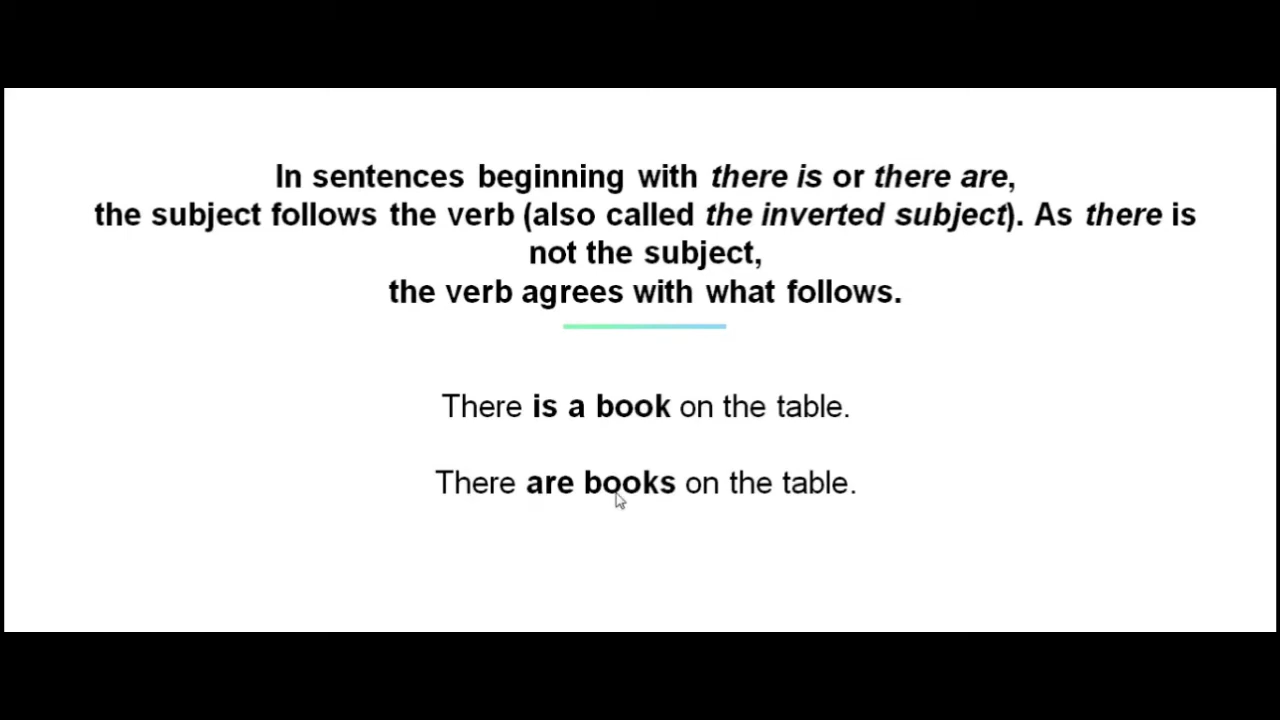 In sentences beginning with there is or there are,
the subject follows the verb (also called the inverted subject). As there is
not the subject,
the verb agrees with what follows.
There is a book on the table.
There are books on the table.